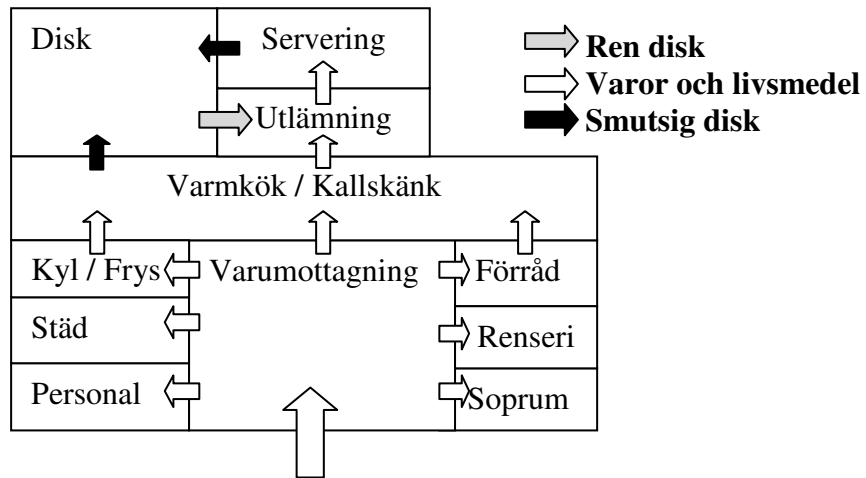 Disk
Servering
Ren disk
Varor och livsmedel
Utlämning
Smutsig disk
Varmkök / Kallskänk
Kyl / Frys
Varumottagning
Förråd
Städ
Renseri
Personal
Soprum